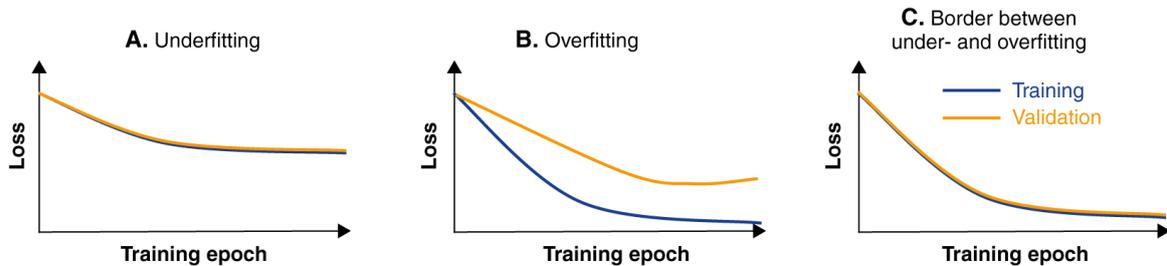 A. Underfitting
Loss
Training epoch
B. Overfitting
Loss
Training epoch
C. Border between
under- and overfitting
Training
Validation
Loss
Training epoch